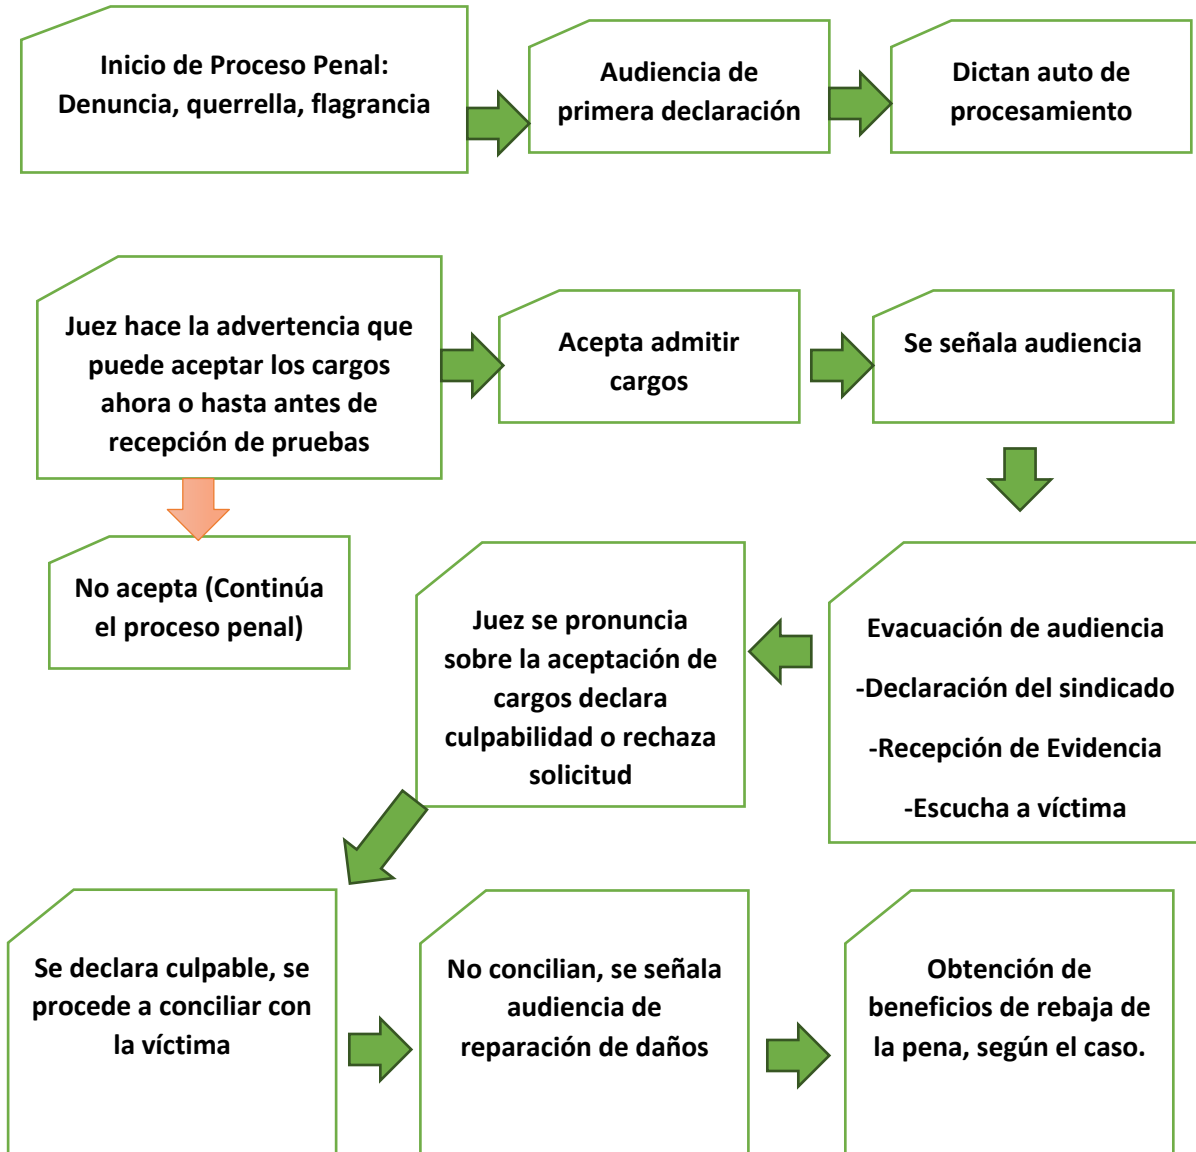 Inicio de Proceso Penal:
Denuncia, querrella, flagrancia
Audiencia de
primera declaración
Dictan auto de
procesamiento
Juez hace la advertencia que
puede aceptar los cargos
ahora o hasta antes de
recepción de pruebas
Acepta admitir
cargos
Se señala audiencia
No acepta (Continúa
el proceso penal)
Evacuación de audiencia
-Declaración del sindicado
-Recepción de Evidencia
-Escucha a víctima
Juez se pronuncia
sobre la aceptación de
cargos declara
culpabilidad o rechaza
solicitud
Se declara culpable, se
procede a conciliar con
la víctima
No concilian, se señala
audiencia de
reparación de daños
Obtención de
beneficios de rebaja de
la pena, según el caso.